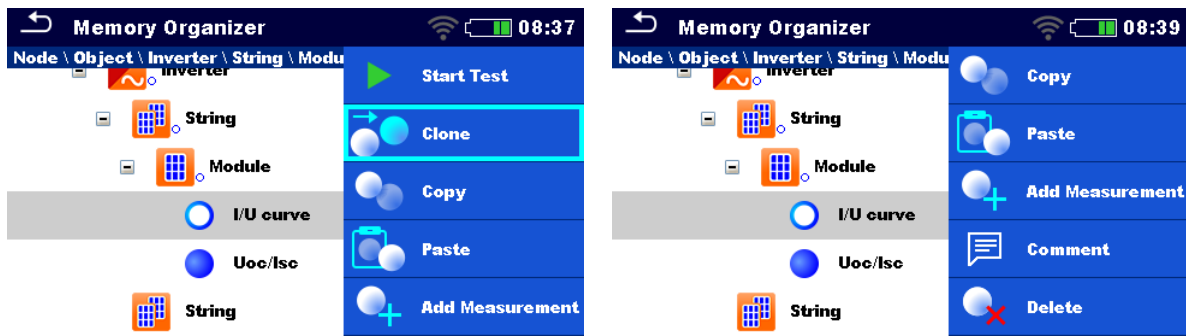 Memory Organizer
08:37
Node \ Object \ Inverter \ String \ Modu
Inverter
String
Module
I/U curve
Uoc/Isc
String
Start Test
Clone
Copy
Paste
Add Measurement
Memory Organizer
08:39
Node \ Object \ Inverter \ String \ Modu
Inverter
String
Module
I/U curve
Uoc/Isc
String
Copy
Paste
Add Measurement
Comment
Delete